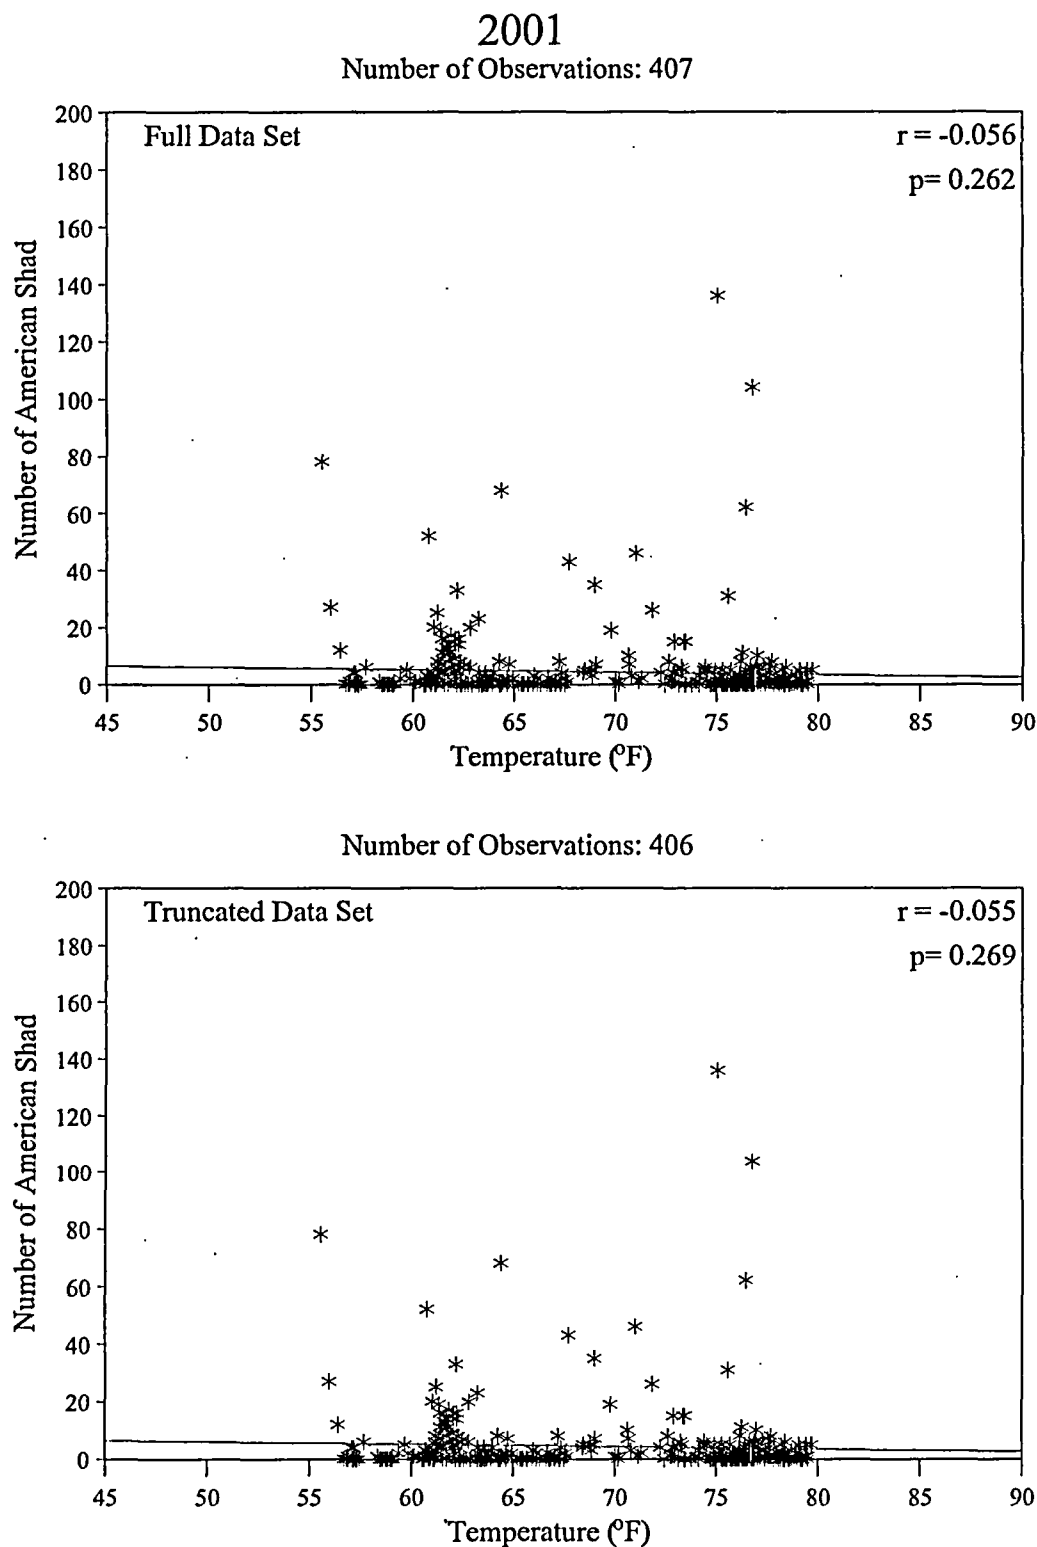 2001
Number of Observations: 407
Full Data Set
r = -0.056
p= 0.262
200
180
160
140
120
100
80
60
40
20
0
Number of American Shad
45 50 55 60 65 70 75 80 85 90
Temperature (°F)
Number of Observations: 406
Truncated Data Set
r = -0.055
p= 0.269
200
180
160
140
120
100
80
60
40
20
0
Number of American Shad
45 50 55 60 65 70 75 80 85 90
Temperature (°F)